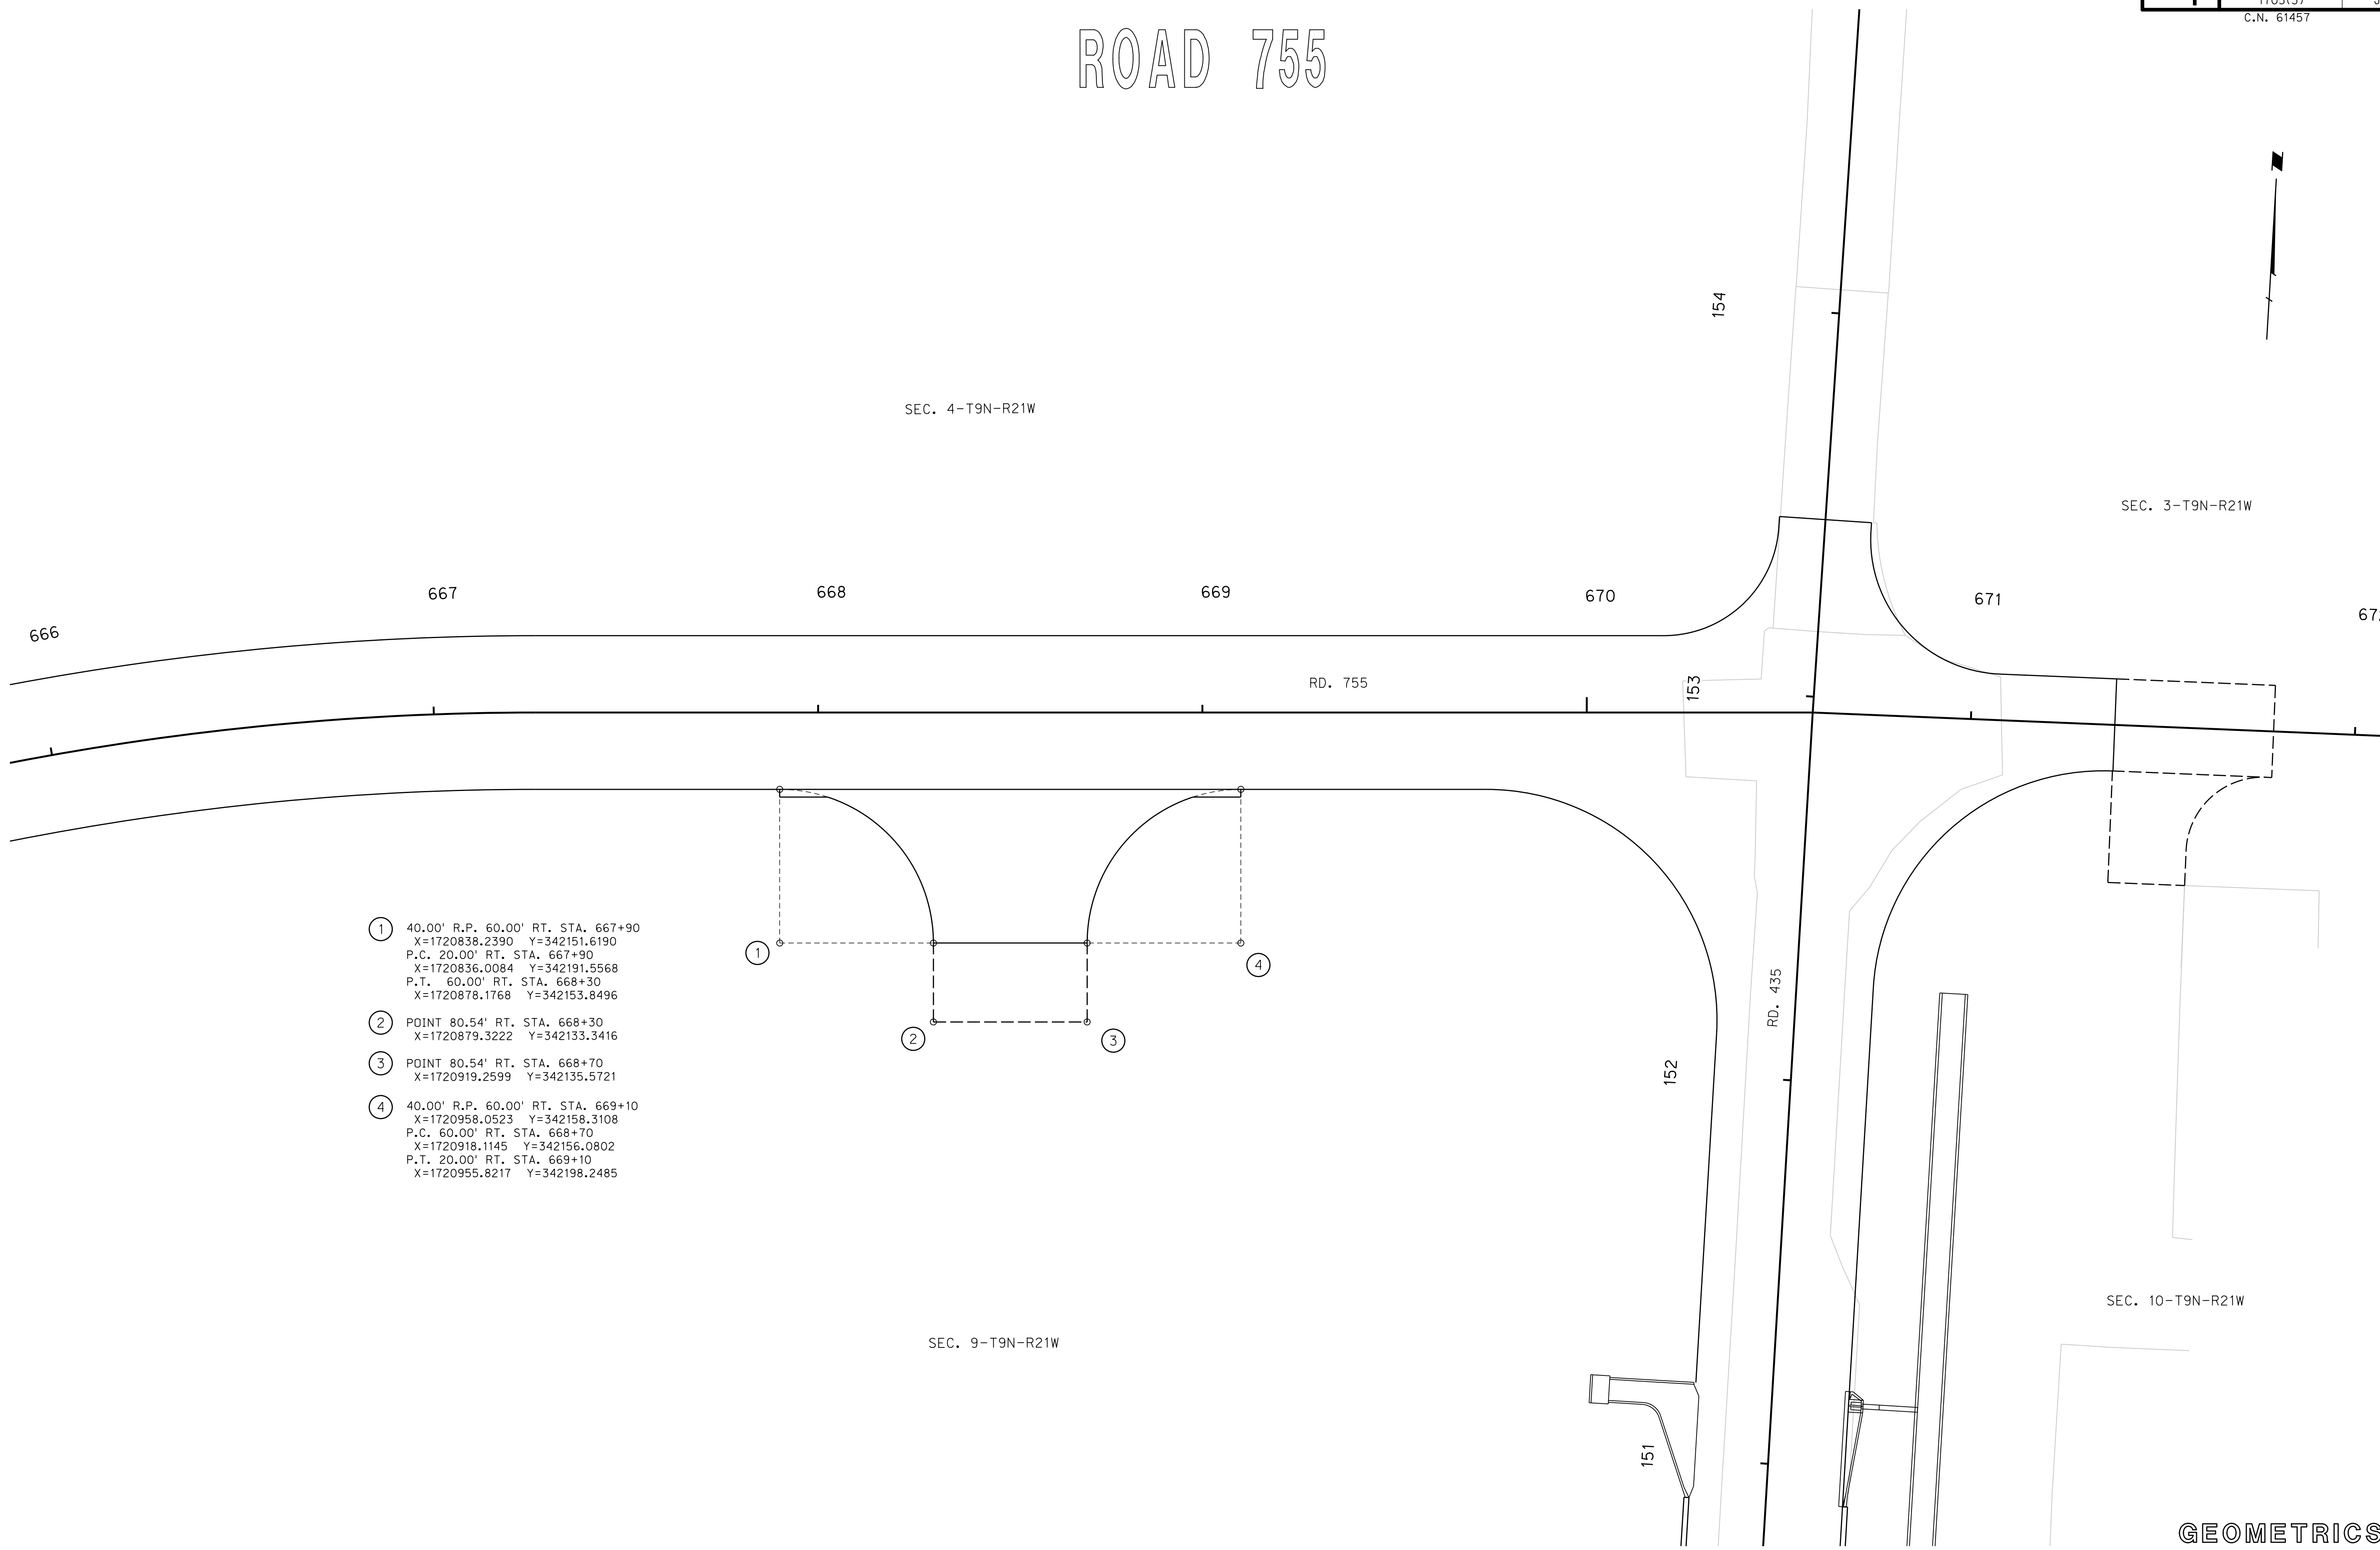 C.N. 61457
ROAD 755
154
SEC. 4-T9N-R21W
SEC. 3-T9N-R21W
666
667
668
669
670
671
RD. 755
153
1
40.00' R.P. 60.00' RT. STA. 667+90
X=1720838.2390 Y=342151.6190
P.C. 20.00' RT. STA. 667+90
X=1720836.0084 Y=342191.5568
P.T. 60.00' RT. STA. 668+30
X=1720878.1768 Y=342153.8496
2
POINT 80.54' RT. STA. 668+30
X=1720879.3222 Y=342133.3416
3
POINT 80.54' RT. STA. 668+70
X=1720919.2599 Y=342135.5721
4
40.00' R.P. 60.00' RT. STA. 669+10
X=1720958.0523 Y=342158.3108
P.C. 60.00' RT. STA. 668+70
X=1720918.1145 Y=342156.0802
P.T. 20.00' RT. STA. 669+10
X=1720955.8217 Y=342198.2485
1
4
2
3
RD. 435
152
SEC. 10-T9N-R21W
SEC. 9-T9N-R21W
151
GEOMETRICS